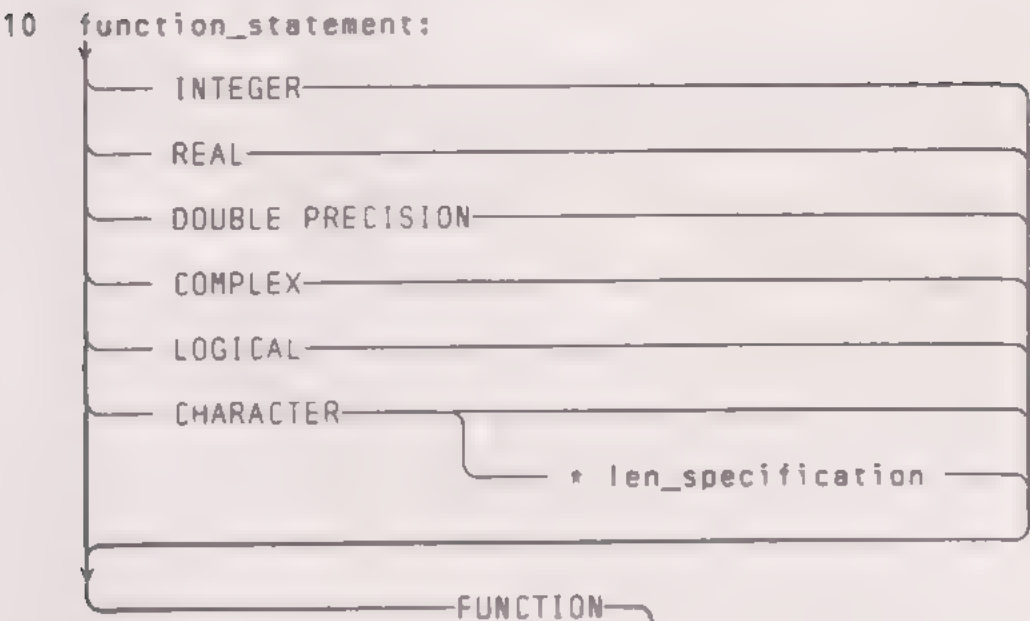 10 function_statement:
INTEGER
REAL
DOUBLE PRECISION
COMPLEX
LOGICAL
CHARACTER
* len_specification
FUNCTION